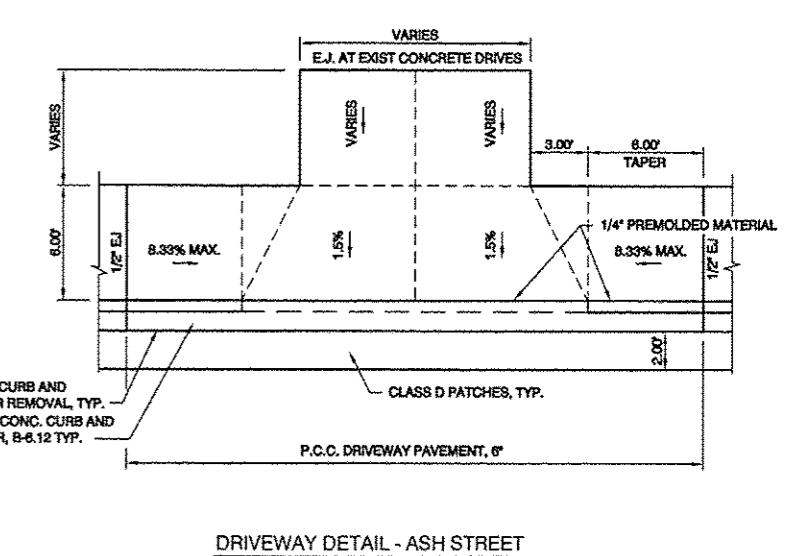 VARIES
E.J. AT EXIST CONCRETE DRIVES
VARIES
VARIES
VARIES
3.00'
6.00'
TAPER
6.00'
1/2" EJ
8.33% MAX.
1.5%
1.5%
1/4" PREMOLDED MATERIAL
8.33% MAX.
1/2" EJ
2.00'
CURB AND
R REMOVAL, TYP.
CONC. CURB AND
R, B-6.12 TYP.
CLASS D PATCHES, TYP.
P.C.C. DRIVEWAY PAVEMENT, 6"
DRIVEWAY DETAIL - ASH STREET